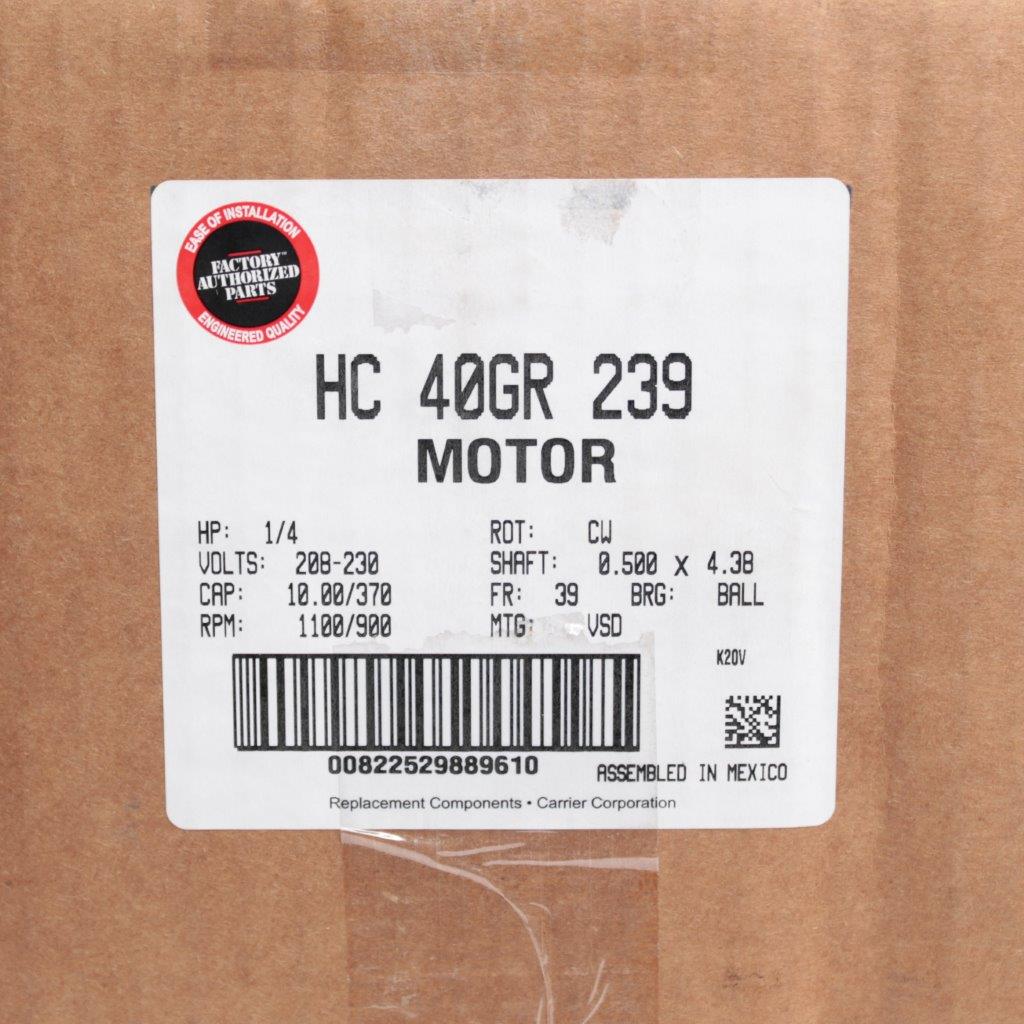 EASE OF INSTALLATION
FACTORY™
AUTHORIZED
PARTS
ENGINEERED QUALITY
HC 40GR 239
MOTOR
HP: 1/4 ROT: CW
VOLTS: 208-230 SHAFT: 0.500 X 4.38
CAP: 10.00/370 FR: 39 BRG: BALL
RPM: 1100/900 MTG: VSD
K20V
00822529889610
ASSEMBLED IN MEXICO
Replacement Components • Carrier Corporation